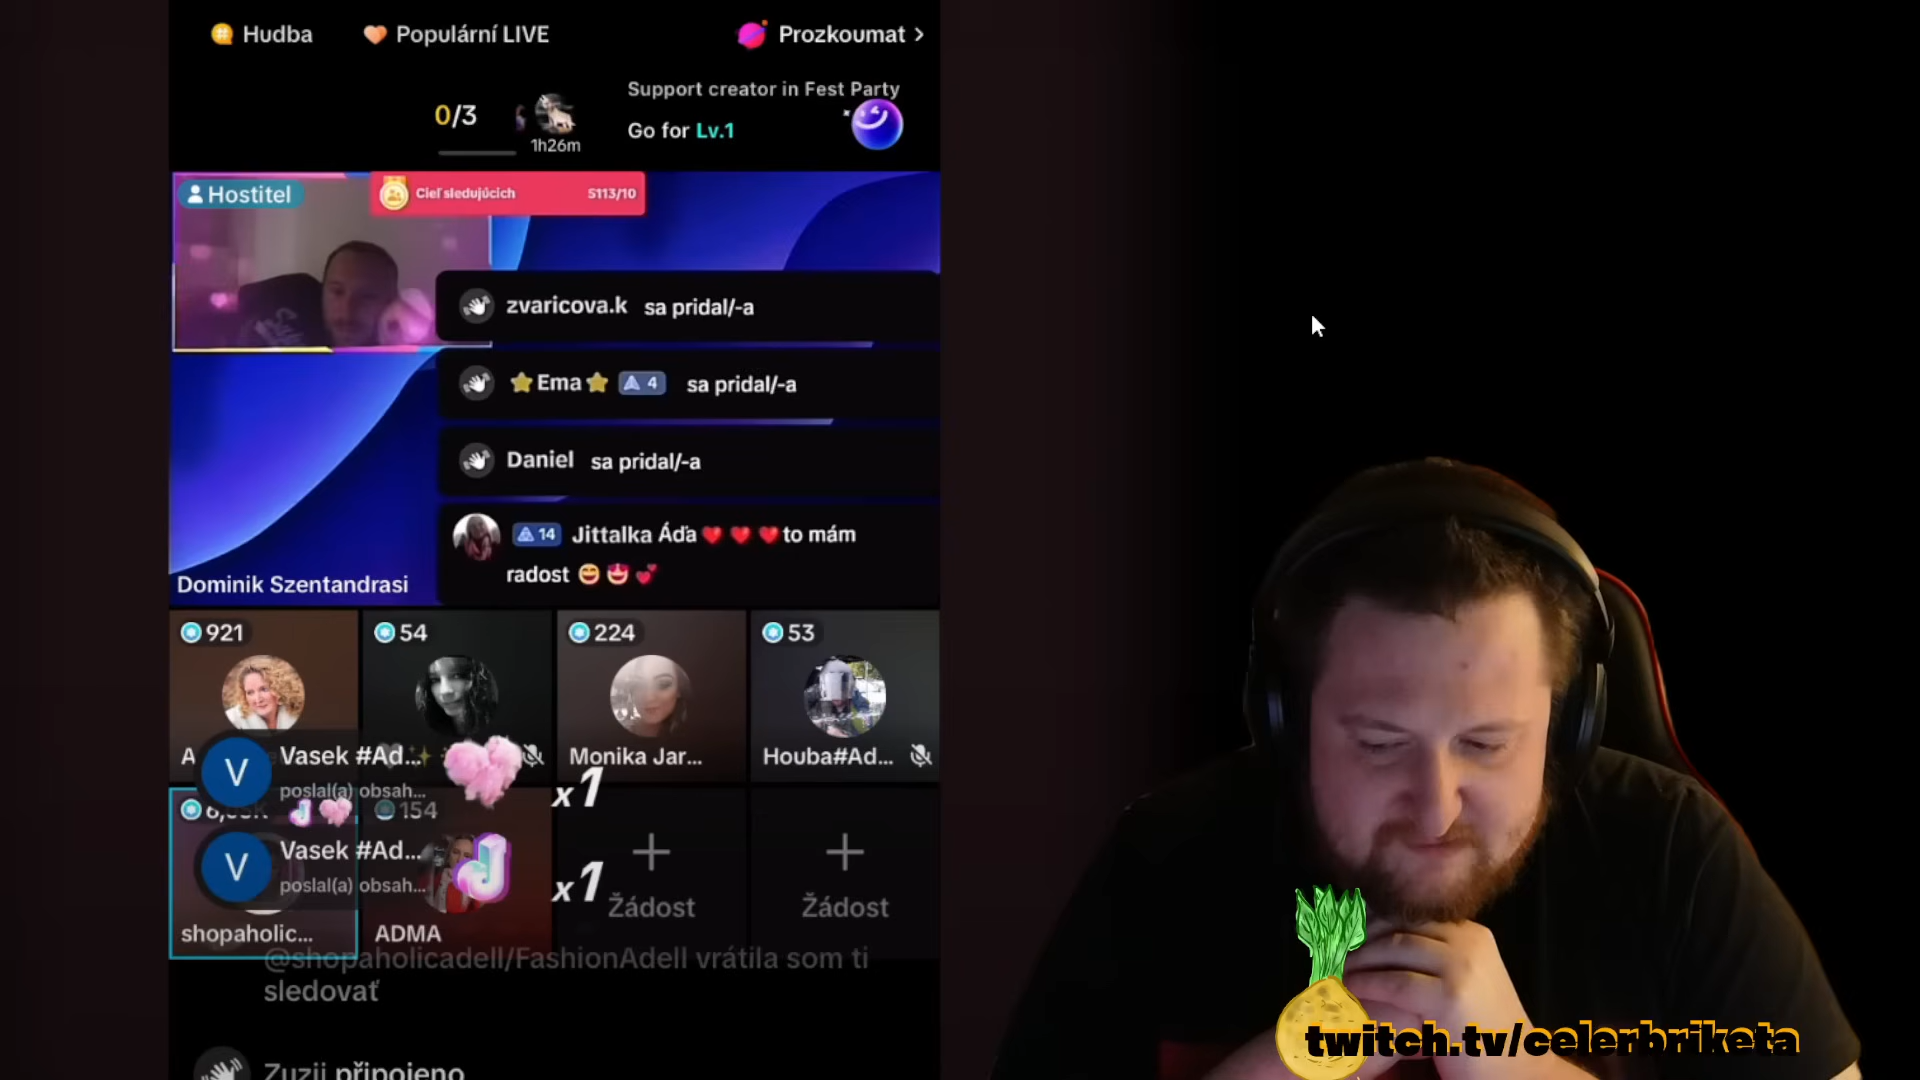 Hudba
Populární LIVE
Prozkoumat >
Support creator in Fest Party
0/3
1h26m
Go for Lv.1
Hostitel
Cieľ sledujúcich
5113/10
zvaricova.k sa pridal/-a
Ema 4 sa pridal/-a
Daniel sa pridal/-a
14 Jittalka Áďa to mám
radost
Dominik Szentandrasi
921
54
224
53
Vasek #Ad...
poslal(a) obsah...
x1
Monika Jar...
Houba#Ad...
154
Vasek #Ad...
poslal(a) obsah...
x1
Žádost
Žádost
shopaholic...
ADMA
@shopaholicadell/FashionAdell vrátila som ti
sledovať
Zuzii připojeno
twitch.tv/celerbriketa